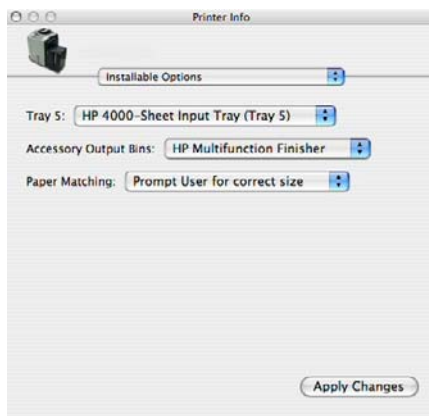 Printer Info
Installable Options
Tray 5: HP 4000-Sheet Input Tray (Tray 5)
Accessory Output Bins: HP Multifunction Finisher
Paper Matching: Prompt User for correct size
Apply Changes